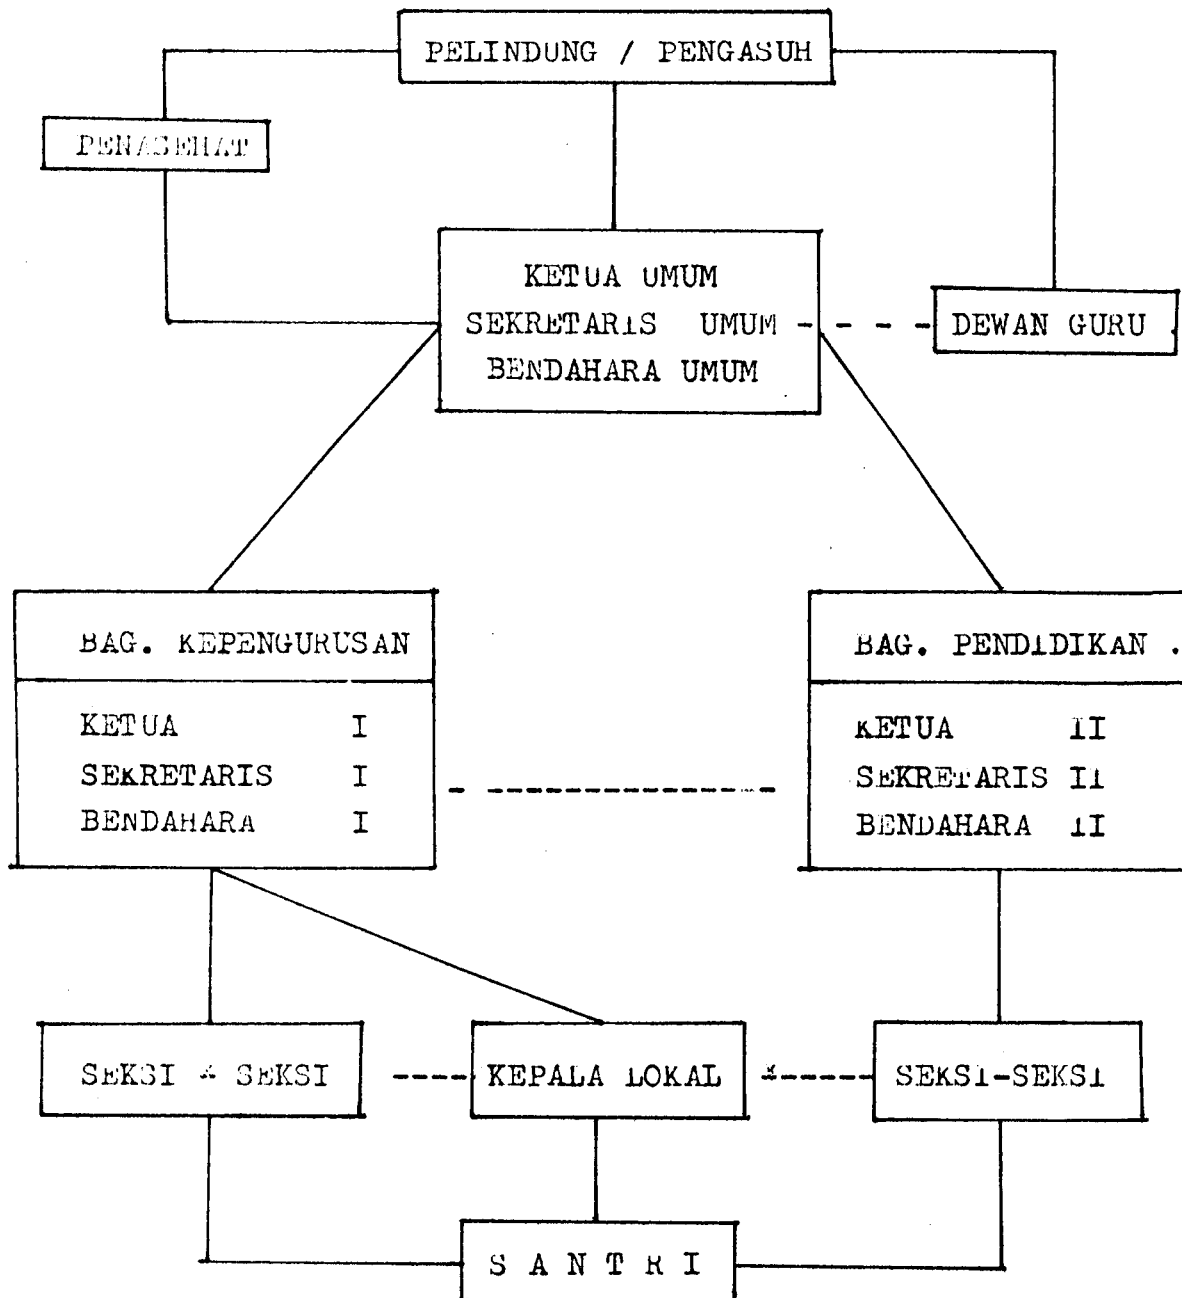 PELINDUNG / PENGASUH
PENASEHAT
KETUA UMUM
SEKRETARIS UMUM
BENDAHARA UMUM
DEWAN GURU
BAG. KEPENGURUSAN
KETUA I
SEKRETARIS I
BENDAHARA I
BAG. PENDIDIKAN .
KETUA II
SEKRETARIS II
BENDAHARA II
SEKSI - SEKSI
KEPALA LOKAL
SEKSI-SEKSI
S A N T R I